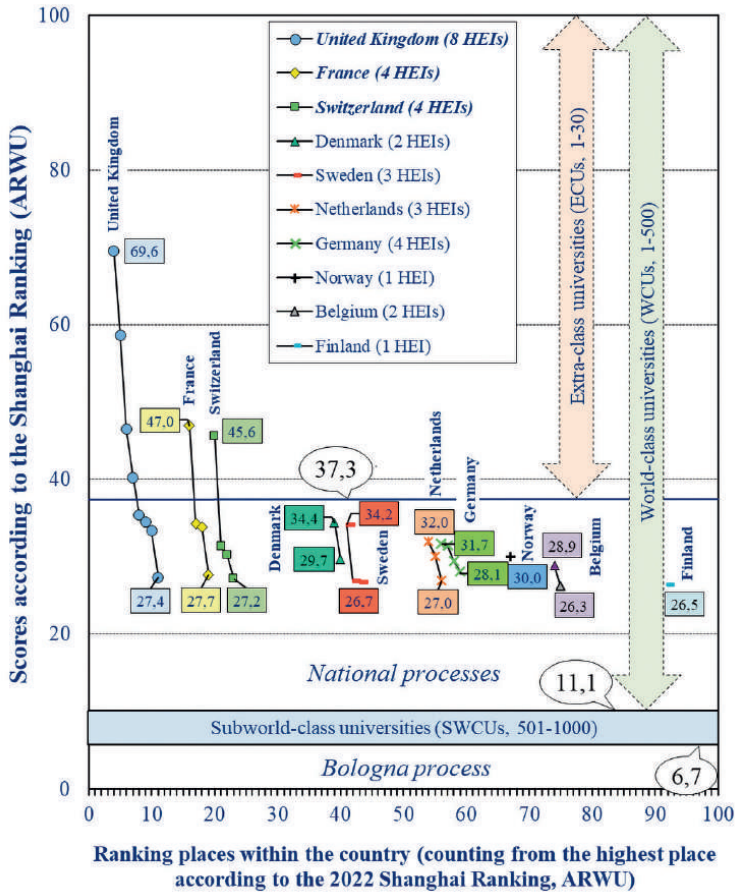 Scores according to the Shanghai Ranking (ARWU)
100
80
60
40
20
0
United Kingdom (8 HEIs)
France (4 HEIs)
Switzerland (4 HEIs)
Denmark (2 HEIs)
Sweden (3 HEIs)
Netherlands (3 HEIs)
Germany (4 HEIs)
Norway (1 HEI)
Belgium (2 HEIs)
Finland (1 HEI)
Extra-class universities (ECUs, 1-30)
World-class universities (WCUs, 1-500)
United Kingdom
69,6
27,4
France
47,0
27,7
Switzerland
45,6
27,2
37,3
Denmark
34,4
29,7
Sweden
34,2
26,7
Netherlands
32,0
27,0
Germany
31,7
28,1
Norway
30,0
Belgium
28,9
26,3
Finland
26,5
National processes
11,1
Subworld-class universities (SWCUs, 501-1000)
Bologna process
6,7
0 10 20 30 40 50 60 70 80 90 100
Ranking places within the country (counting from the highest place
according to the 2022 Shanghai Ranking, ARWU)